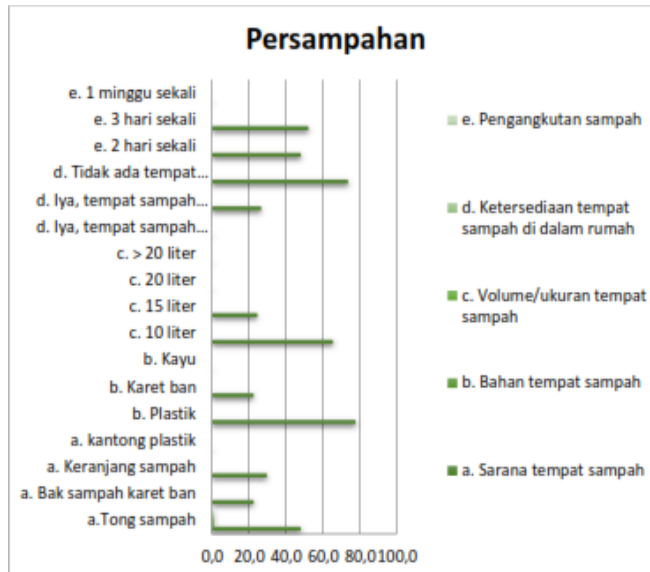 Persampahan
e. 1 minggu sekali
e. 3 hari sekali
e. 2 hari sekali
d. Tidak ada tempat...
d. Iya, tempat sampah...
d. Iya, tempat sampah...
c. > 20 liter
c. 20 liter
c. 15 liter
c. 10 liter
b. Kayu
b. Karet ban
b. Plastik
a. kantong plastik
a. Keranjang sampah
a. Bak sampah karet ban
a.Tong sampah
0,0 20,0 40,0 60,0 80,0 100,0
e. Pengangkutan sampah
d. Ketersediaan tempat
sampah di dalam rumah
c. Volume/ukuran tempat
sampah
b. Bahan tempat sampah
a. Sarana tempat sampah